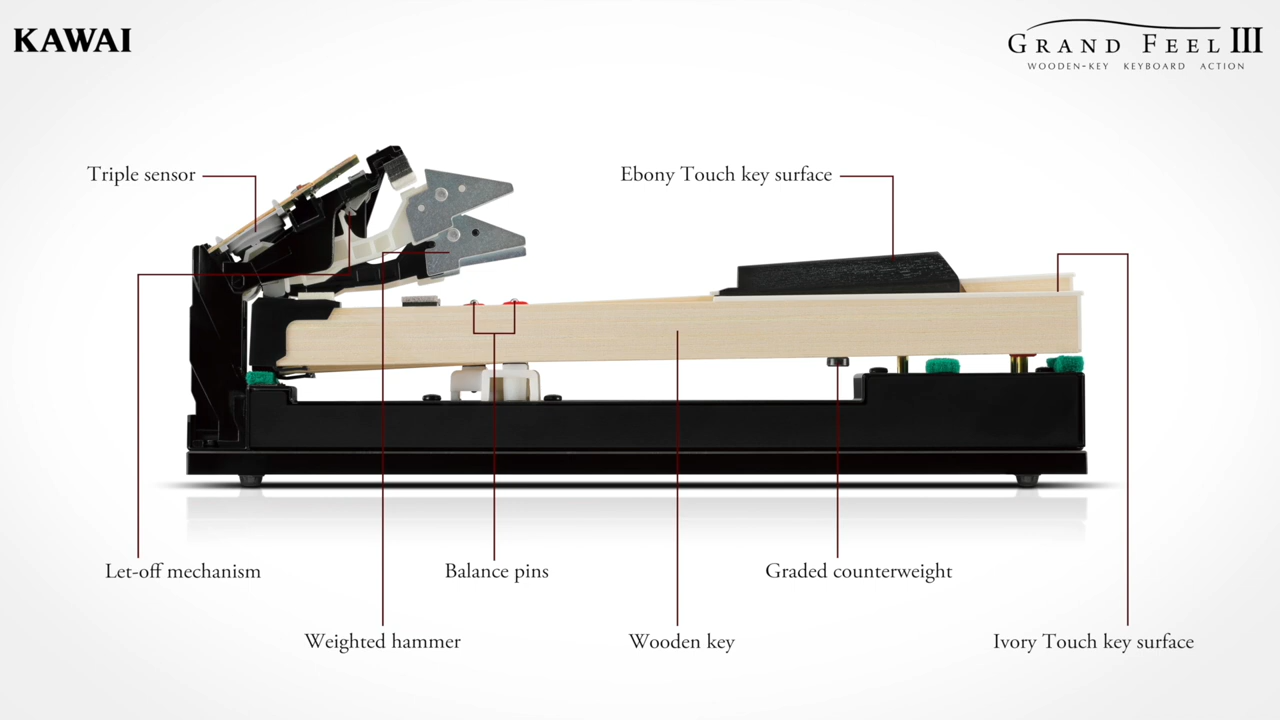 KAWAI
GRAND FEEL III
WOODEN-KEY KEYBOARD ACTION
Triple sensor
Ebony Touch key surface
Let-off mechanism
Balance pins
Graded counterweight
Weighted hammer
Wooden key
Ivory Touch key surface